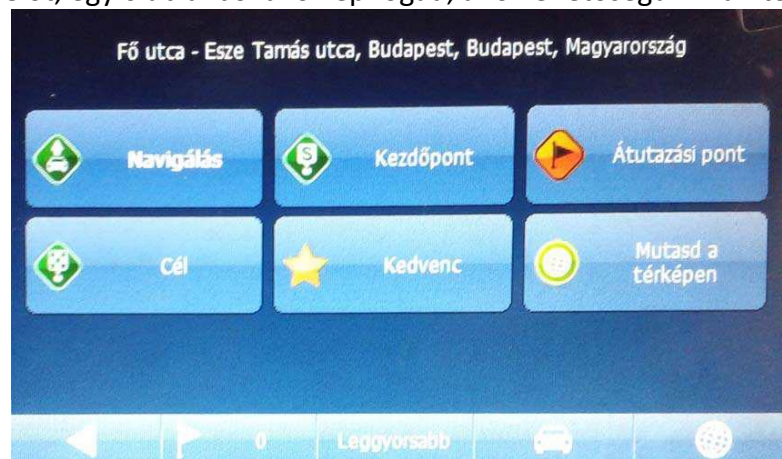 Fő utca - Esze Tamás utca, Budapest, Budapest, Magyarország
Navigálás
Kezdőpont
Átutazási pont
Cél
Kedvenc
Mutasd a
térképen
0
Leggyorsabb